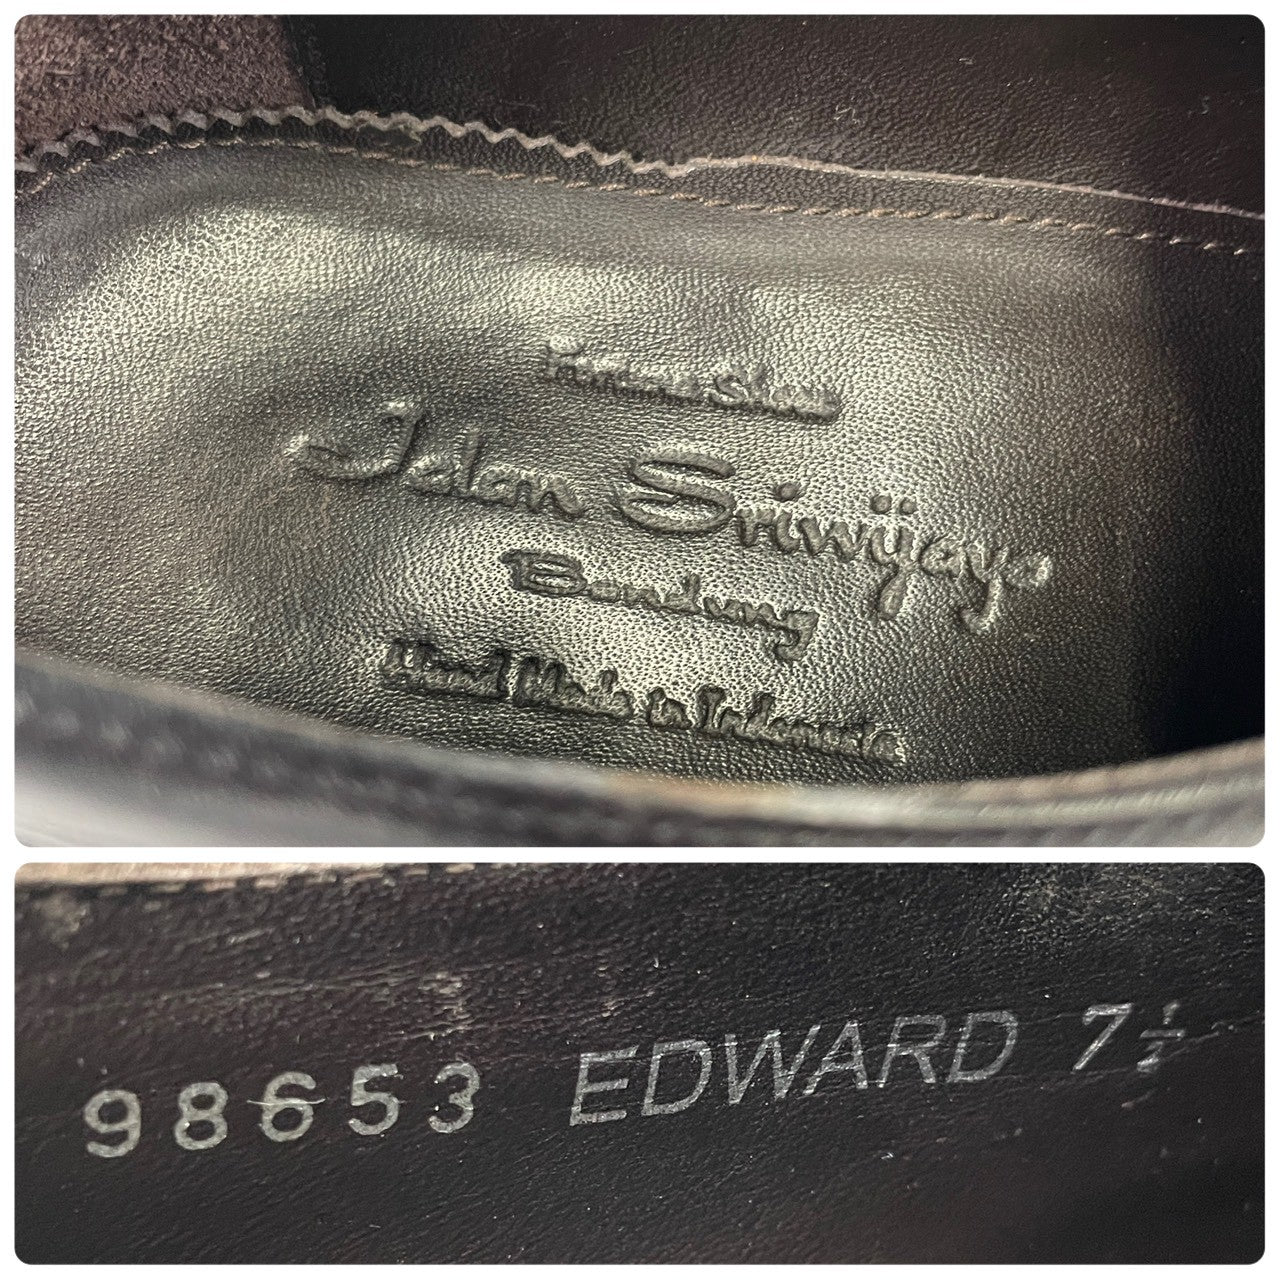 Jalan Sriwijaya
Bandung
Hand Made in Indonesia
98653 EDWARD 7½